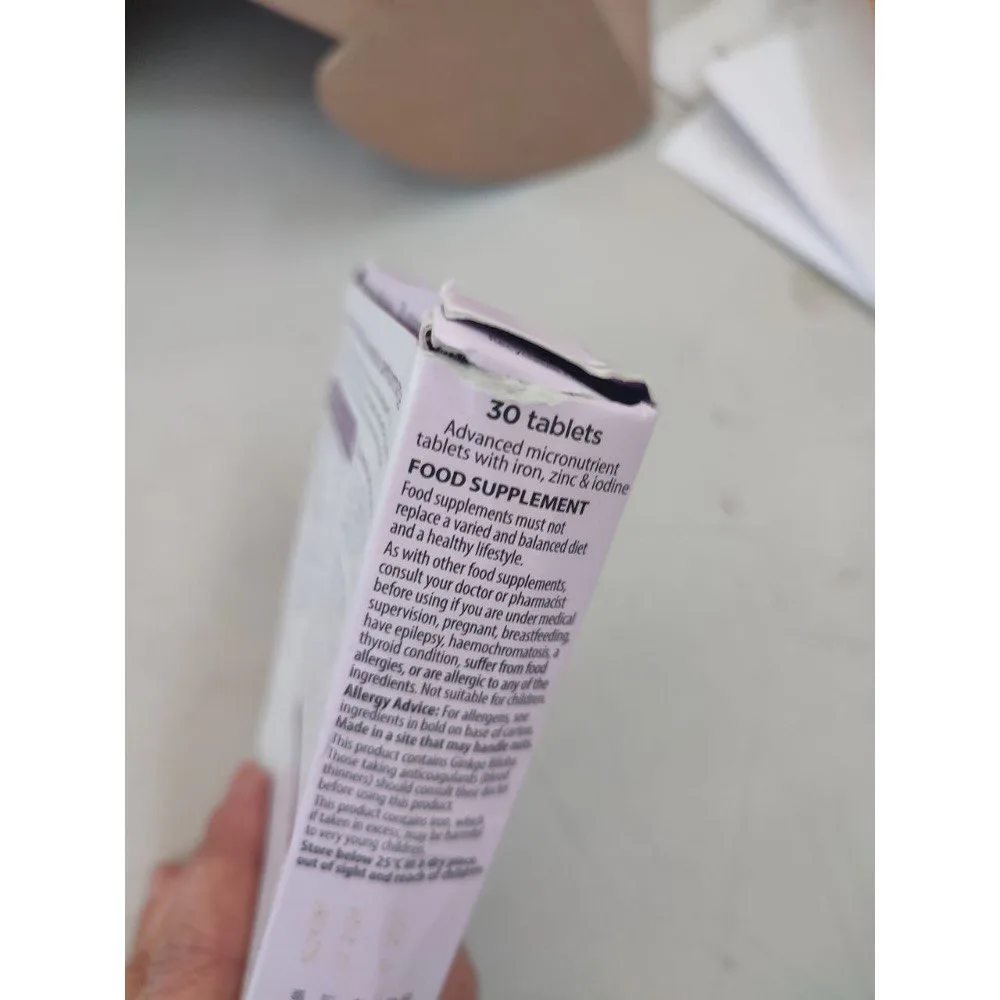 30 tablets
Advanced micronutrient
tablets with iron, zinc & iodine
FOOD SUPPLEMENT
Food supplements must not
replace a varied and balanced diet
and a healthy lifestyle.
As with other food supplements,
consult your doctor or pharmacist
before using if you are under medical
supervision, pregnant, breastfeeding,
have epilepsy, haemochromatosis, a
thyroid condition, suffer from food
allergies, or are allergic to any of the
ingredients. Not suitable for children.
Allergy Advice: For allergens, see
ingredients in bold on base of carton.
Made in a site that may handle nuts.
This product contains Ginkgo Biloba.
Those taking anticoagulants (blood
thinners) should consult their doctor
before using this product.
This product contains iron, which
if taken in excess, may be harmful
to very young children.
Store below 25°C in a dry place,
out of sight and reach of children.